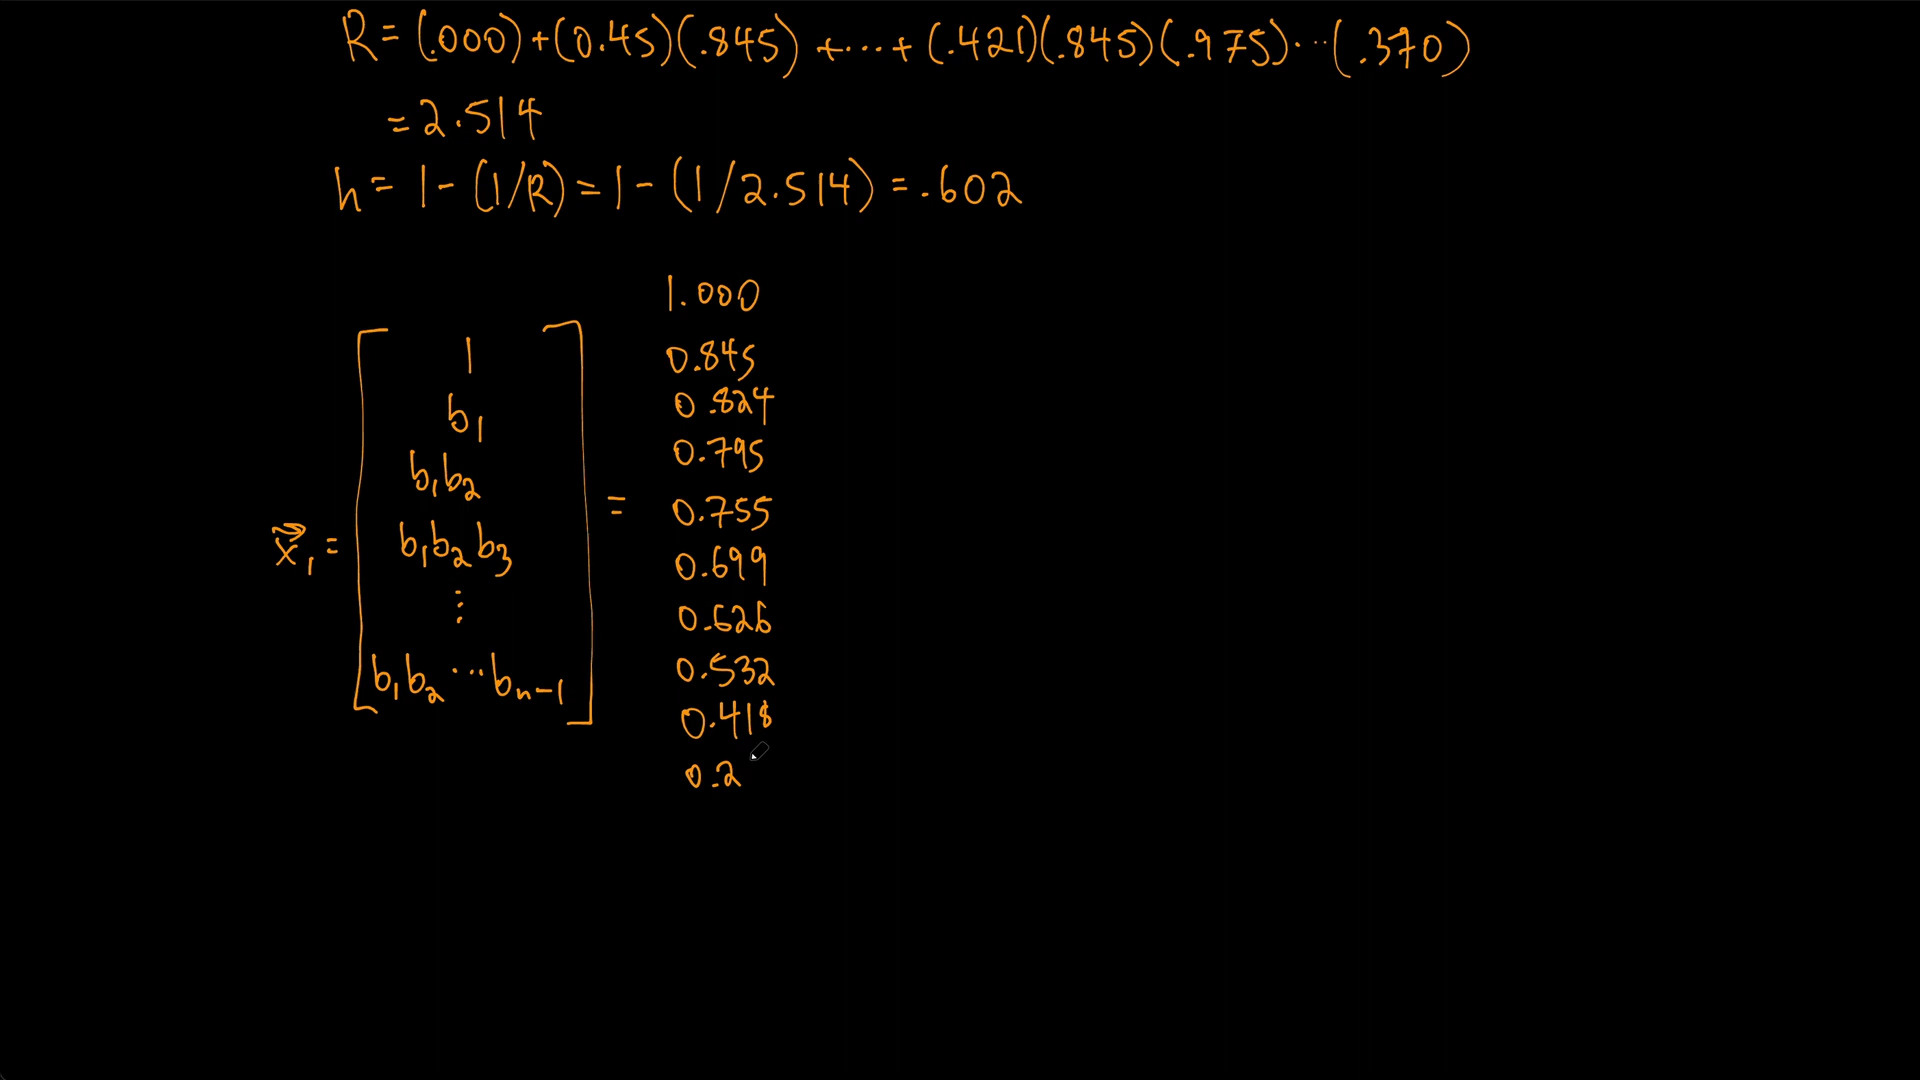 R = (.000) + (0.45)(.845) + ... + (.421)(.845)(.975)...(.370)
= 2.514
h = 1 - (1/R) = 1 - (1/2.514) = .602
x⃗₁ = [ 1
b₁
b₁b₂
b₁b₂b₃
⋮
b₁b₂ ... bₙ₋₁ ] =
1.000
0.845
0.824
0.795
0.755
0.699
0.626
0.532
0.418
0.2